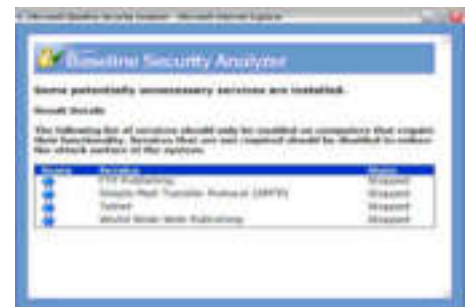 Microsoft Baseline Security Analyzer - Microsoft Internet Explorer
Baseline Security Analyzer
Some potentially unnecessary services are installed.
Result Details
The following list of services should only be enabled on computers that require
their functionality. Services that are not required should be disabled to reduce
the attack surface of the system.
Score Service State
FTP Publishing Stopped
Simple Mail Transfer Protocol (SMTP) Stopped
Telnet Stopped
World Wide Web Publishing Stopped